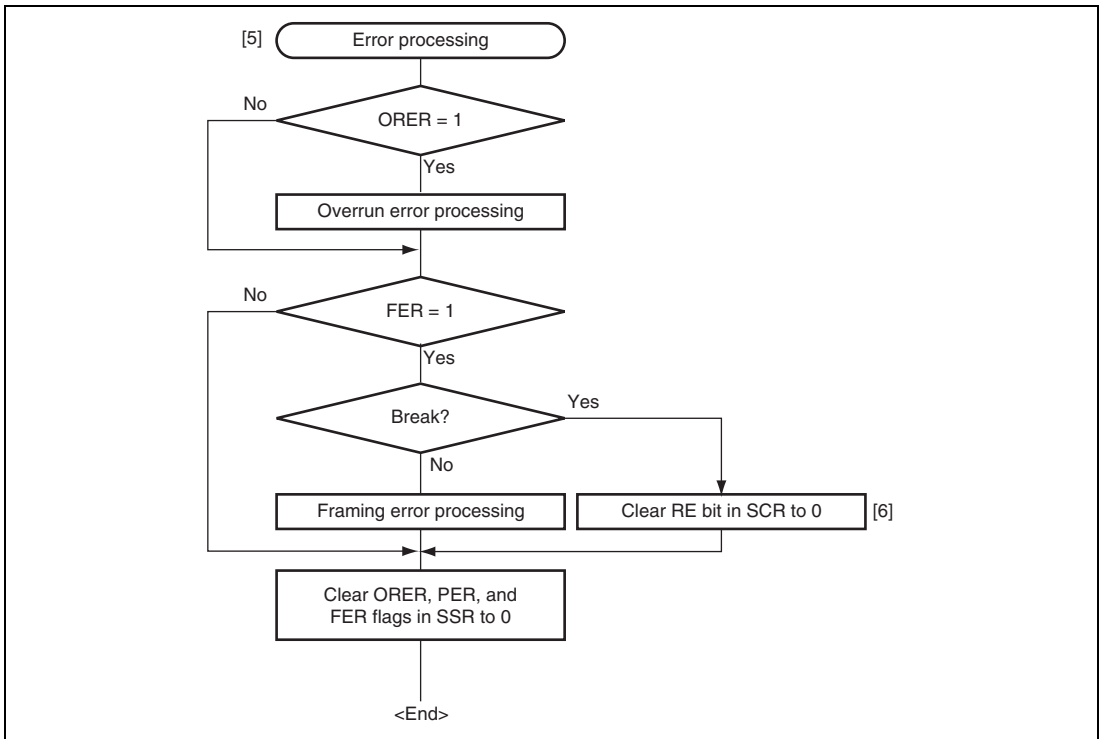 [5]
Error processing
No
ORER = 1
Yes
Overrun error processing
No
FER = 1
Yes
Break?
Yes
No
Framing error processing
Clear RE bit in SCR to 0
[6]
Clear ORER, PER, and
FER flags in SSR to 0
<End>